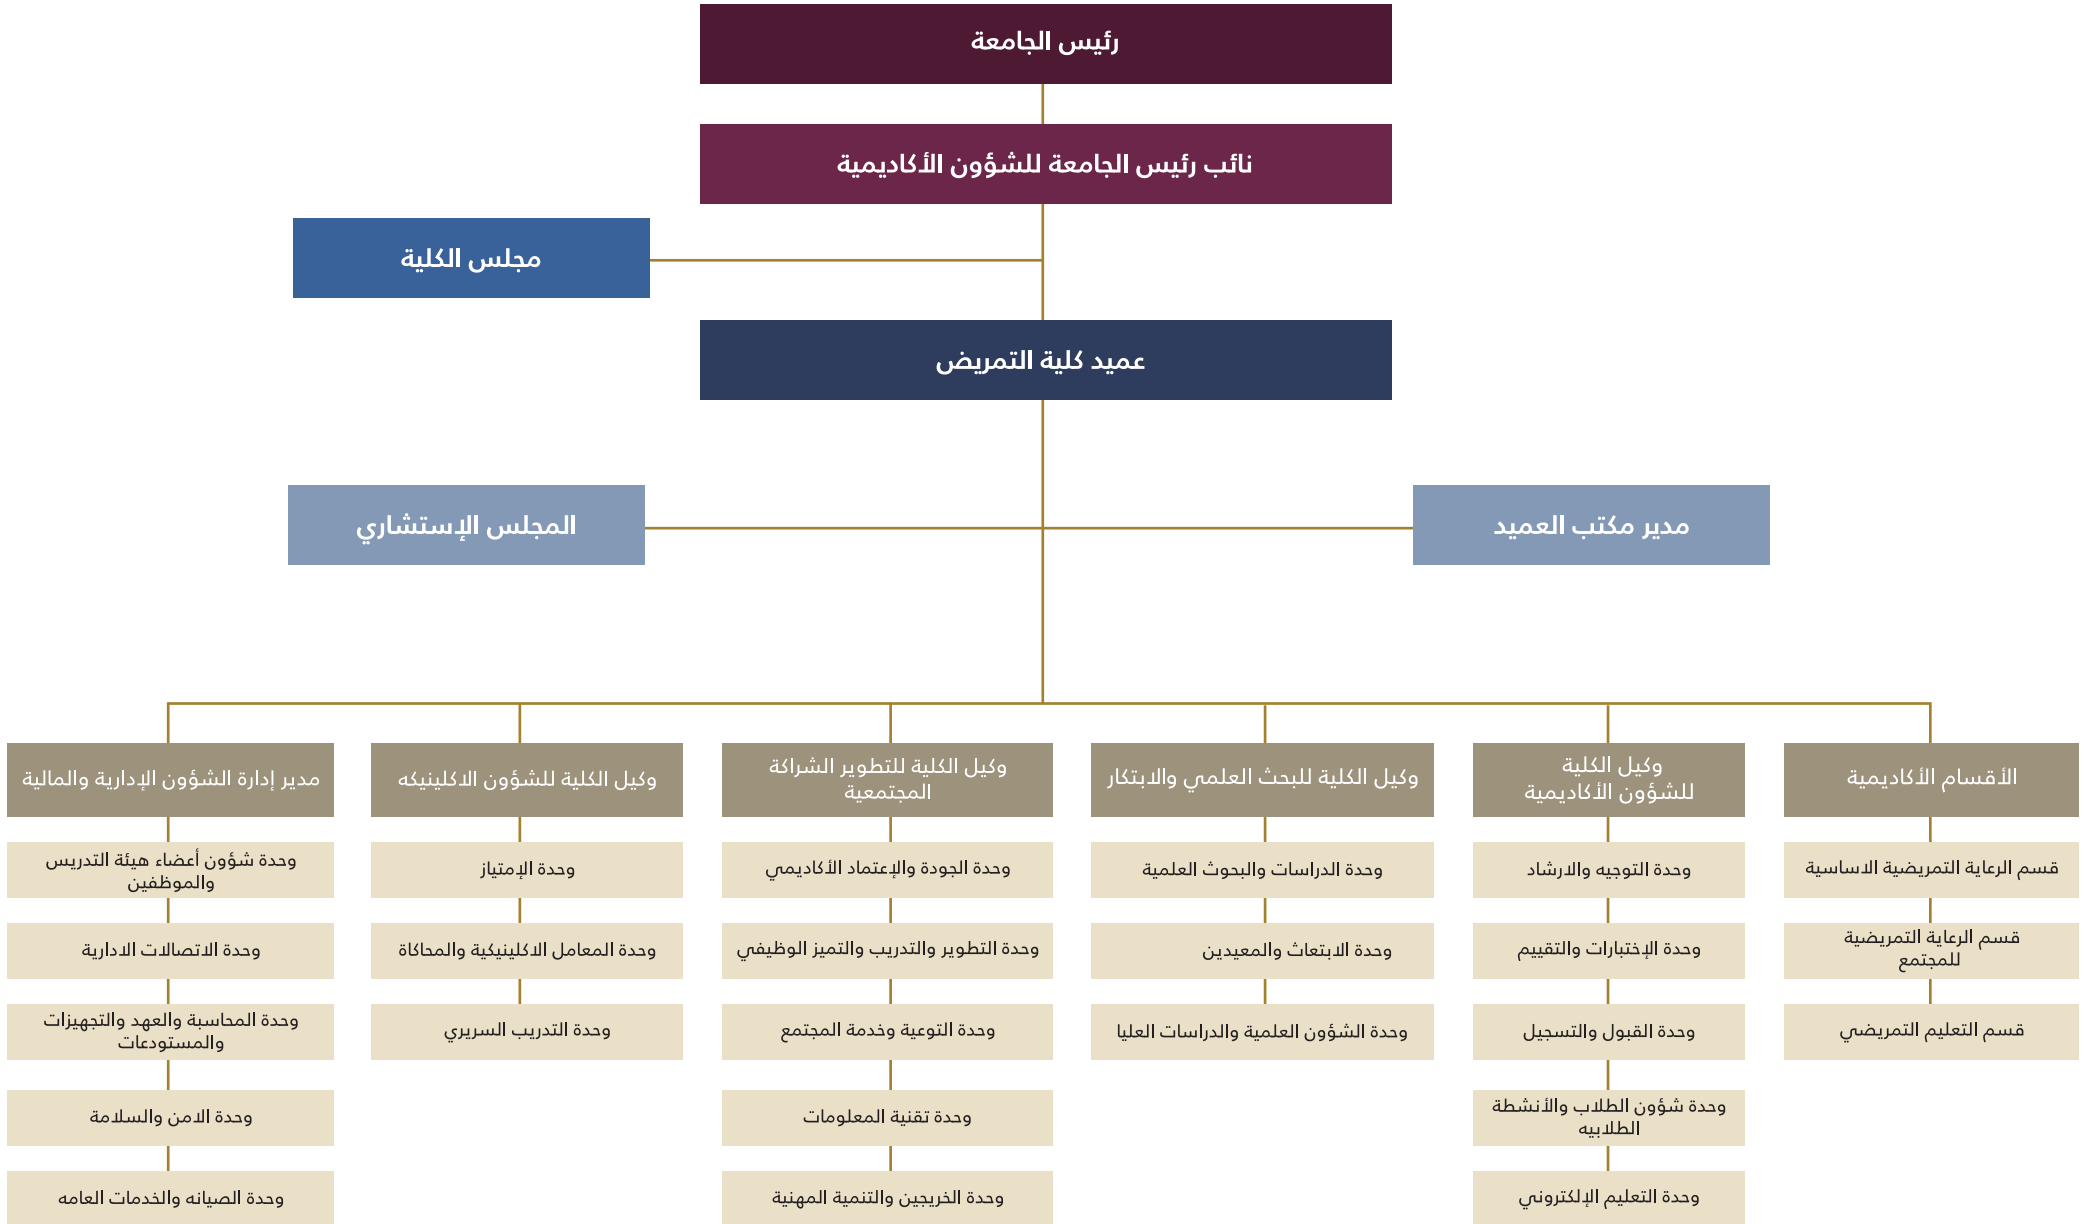 رئيس الجامعة
نائب رئيس الجامعة للشؤون الأكاديمية
مجلس الكلية
عميد كلية التمريض
مدير مكتب العميد
المجلس الإستشاري
الأقسام الأكاديمية
قسم الرعاية التمريضية الاساسية
قسم الرعاية التمريضية
للمجتمع
قسم التعليم التمريضي
وكيل الكلية
للشؤون الأكاديمية
وحدة التوجيه والارشاد
وحدة الإختبارات والتقييم
وحدة القبول والتسجيل
وحدة شؤون الطلاب والأنشطة
الطلابيه
وحدة التعليم الإلكتروني
وكيل الكلية للبحث العلمي والابتكار
وحدة الدراسات والبحوث العلمية
وحدة الابتعاث والمعيدين
وحدة الشؤون العلمية والدراسات العليا
وكيل الكلية للتطوير الشراكة
المجتمعية
وحدة الجودة والإعتماد الأكاديمي
وحدة التطوير والتدريب والتميز الوظيفي
وحدة التوعية وخدمة المجتمع
وحدة تقنية المعلومات
وحدة الخريجين والتنمية المهنية
وكيل الكلية للشؤون الاكلينيكه
وحدة الإمتياز
وحدة المعامل الاكلينيكية والمحاكاة
وحدة التدريب السريري
مدير إدارة الشؤون الإدارية والمالية
وحدة شؤون أعضاء هيئة التدريس
والموظفين
وحدة الاتصالات الادارية
وحدة المحاسبة والعهد والتجهيزات
والمستودعات
وحدة الامن والسلامة
وحدة الصيانه والخدمات العامه